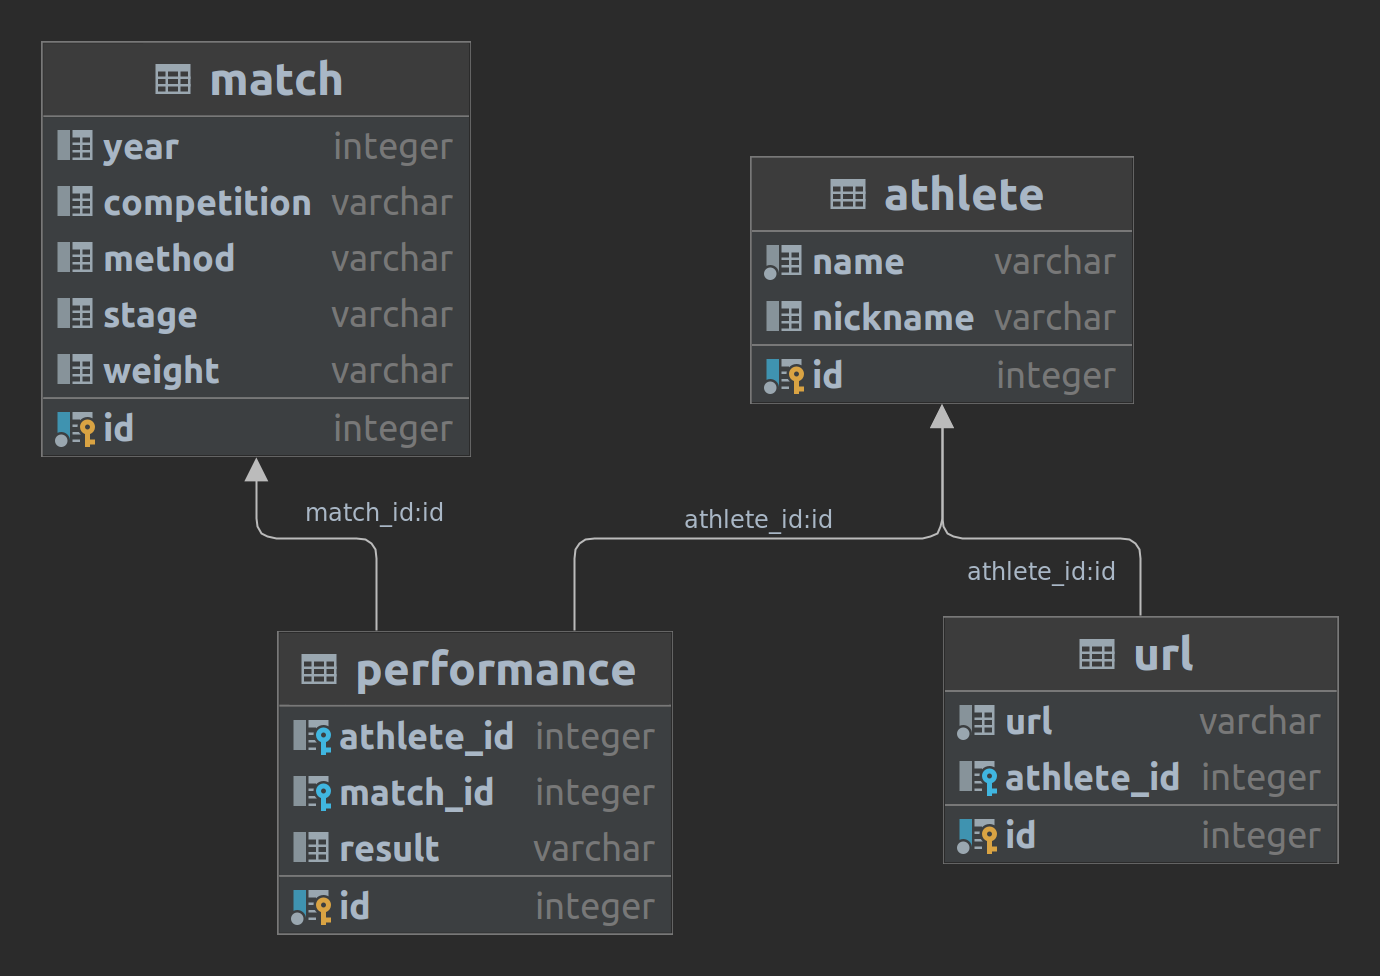 match
year integer
competition varchar
method varchar
stage varchar
weight varchar
id integer
athlete
name varchar
nickname varchar
id integer
match_id:id
athlete_id:id
athlete_id:id
performance
athlete_id integer
match_id integer
result varchar
id integer
url
url varchar
athlete_id integer
id integer